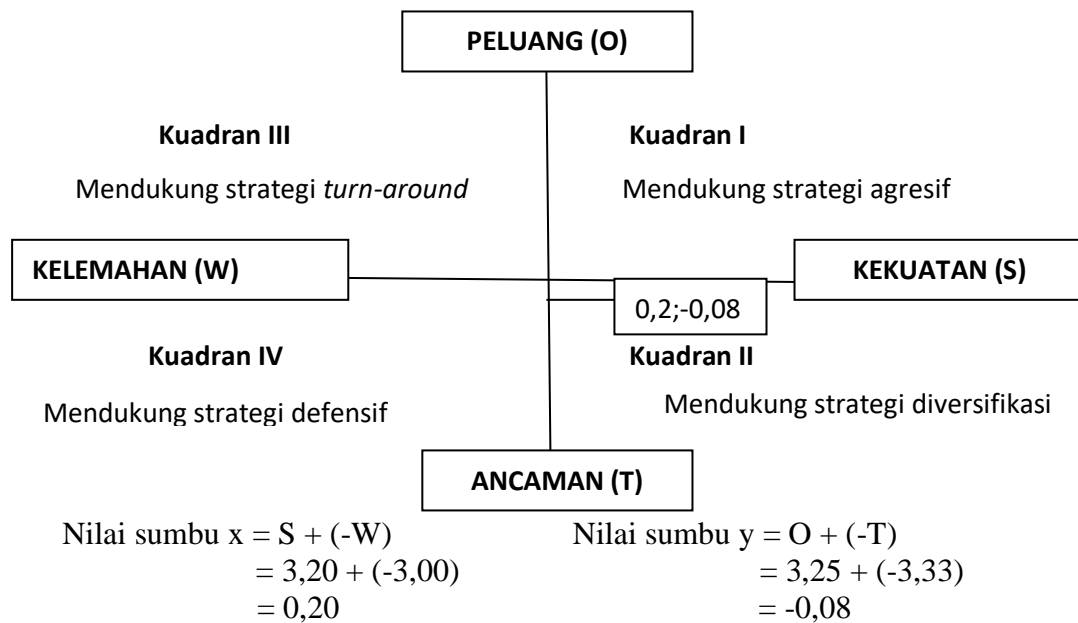 PELUANG (O)
Kuadran III
Kuadran I
Mendukung strategi turn-around
Mendukung strategi agresif
KELEMAHAN (W)
KEKUATAN (S)
0,2;-0,08
Kuadran IV
Kuadran II
Mendukung strategi defensif
Mendukung strategi diversifikasi
ANCAMAN (T)
Nilai sumbu x = S + (-W)
= 3,20 + (-3,00)
= 0,20
Nilai sumbu y = O + (-T)
= 3,25 + (-3,33)
= -0,08